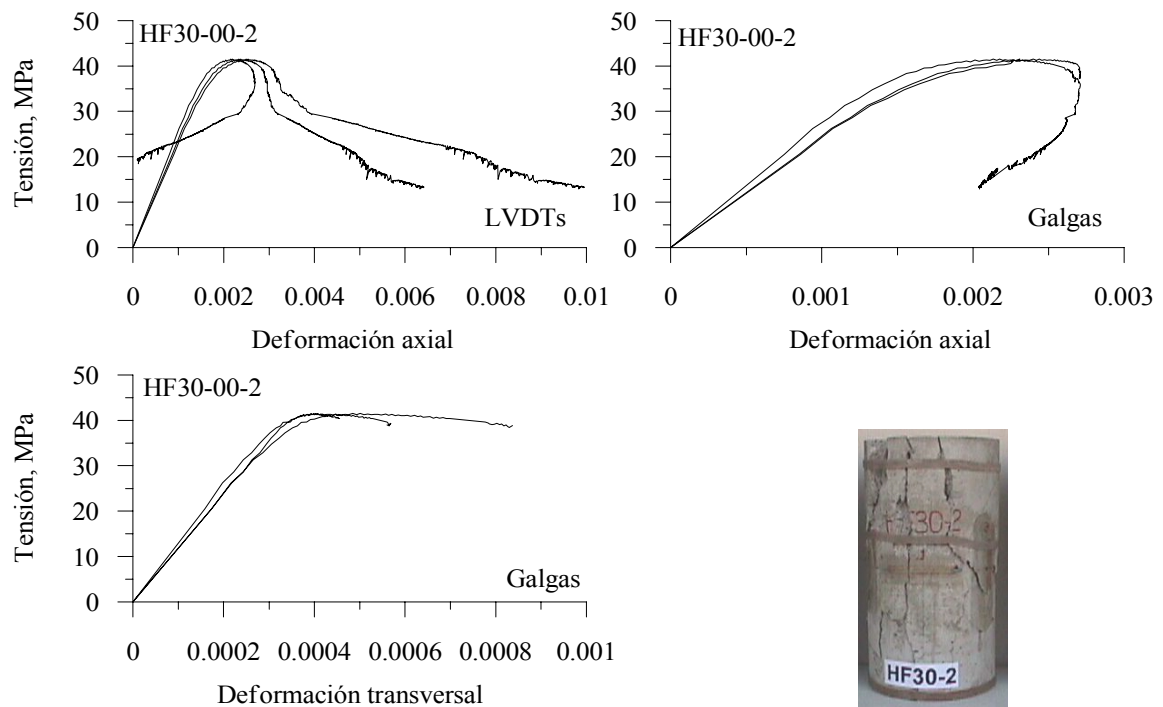 50
40
30
20
10
0
Tensión, MPa
HF30-00-2
LVDTs
0 0.002 0.004 0.006 0.008 0.01
Deformación axial
50
40
30
20
10
0
HF30-00-2
Galgas
0 0.001 0.002 0.003
Deformación axial
50
40
30
20
10
0
Tensión, MPa
HF30-00-2
Galgas
0 0.0002 0.0004 0.0006 0.0008 0.001
Deformación transversal
HF30-2